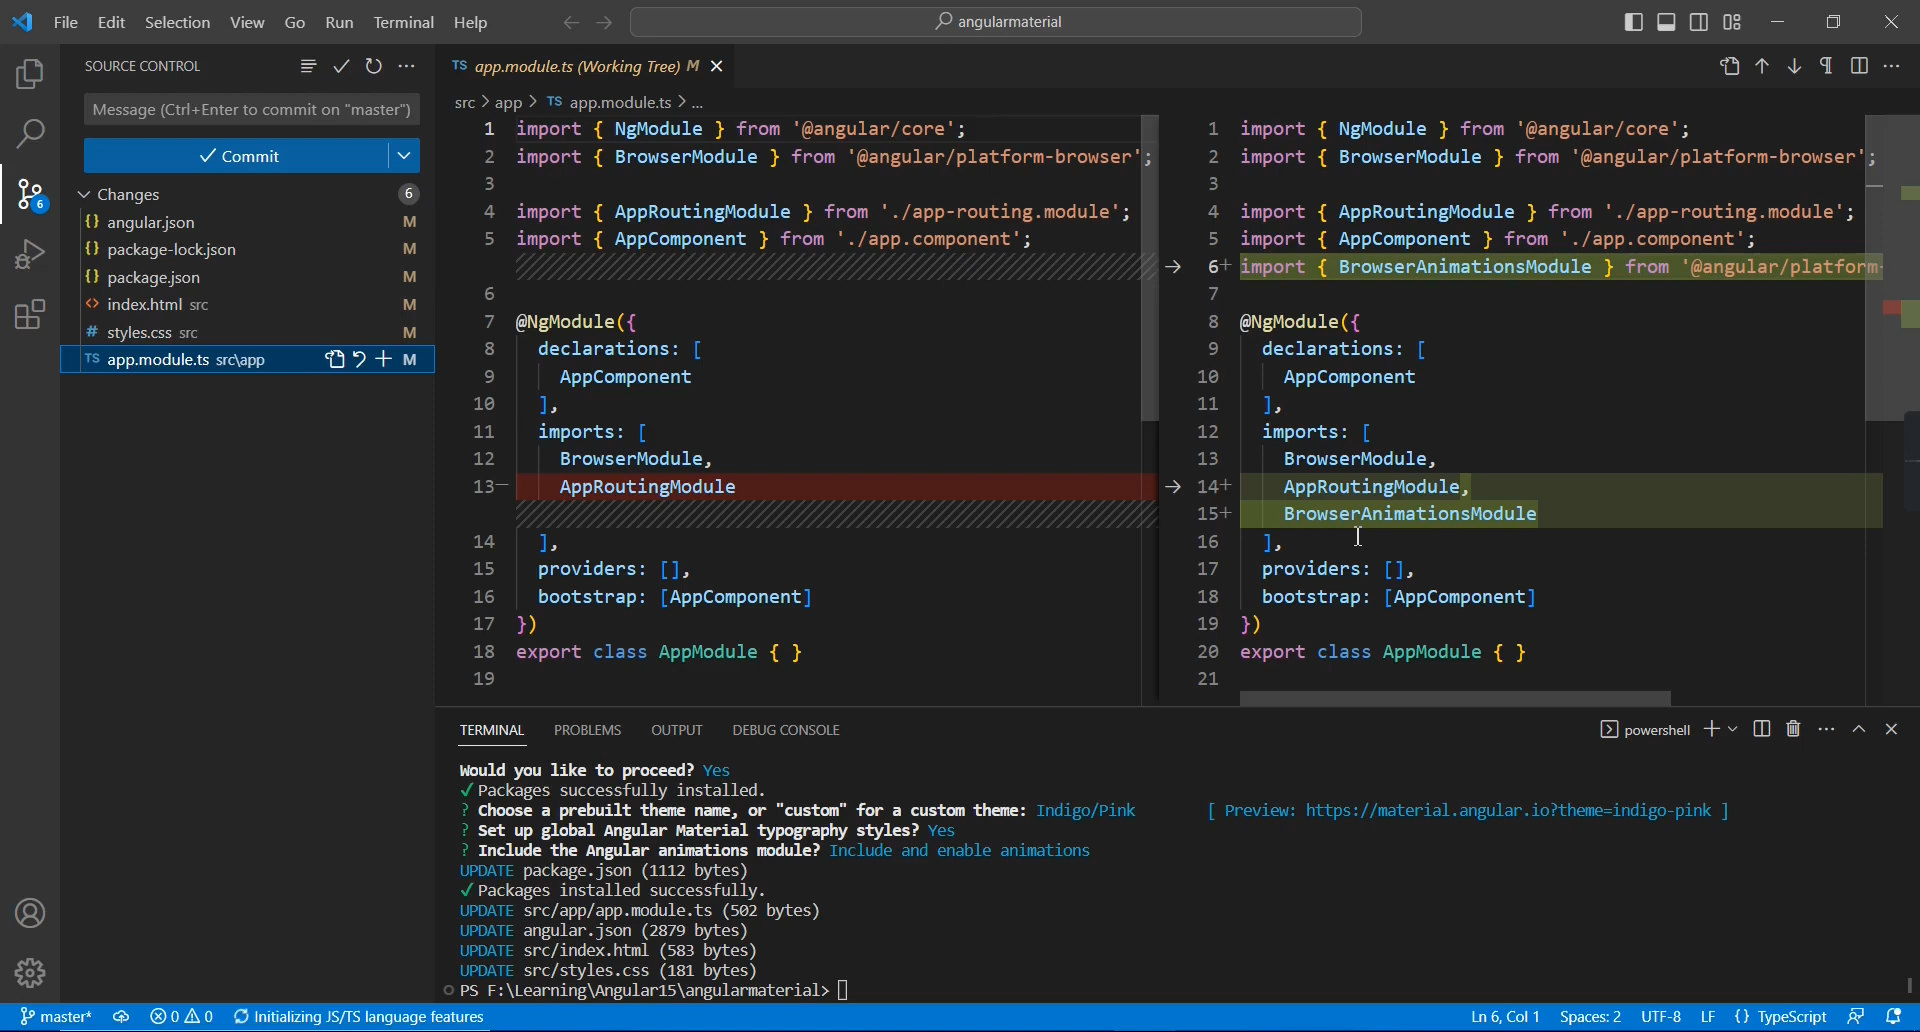 File Edit Selection View Go Run Terminal Help
angularmaterial
SOURCE CONTROL
TS app.module.ts (Working Tree) M
src > app > TS app.module.ts > ...
Message (Ctrl+Enter to commit on "master")
Commit
Changes 6
6
{} angular.json M
{} package-lock.json M
{} package.json M
<> index.html src M
# styles.css src M
TS app.module.ts src\app M
1 import { NgModule } from '@angular/core';
2 import { BrowserModule } from '@angular/platform-browser';
3
4 import { AppRoutingModule } from './app-routing.module';
5 import { AppComponent } from './app.component';
6
7 @NgModule({
8 declarations: [
9 AppComponent
10 ],
11 imports: [
12 BrowserModule,
13- AppRoutingModule
14 ],
15 providers: [],
16 bootstrap: [AppComponent]
17 })
18 export class AppModule { }
19
1 import { NgModule } from '@angular/core';
2 import { BrowserModule } from '@angular/platform-browser';
3
4 import { AppRoutingModule } from './app-routing.module';
5 import { AppComponent } from './app.component';
6+ import { BrowserAnimationsModule } from '@angular/platform-
7
8 @NgModule({
9 declarations: [
10 AppComponent
11 ],
12 imports: [
13 BrowserModule,
14+ AppRoutingModule,
15+ BrowserAnimationsModule
16 ],
17 providers: [],
18 bootstrap: [AppComponent]
19 })
20 export class AppModule { }
21
TERMINAL PROBLEMS OUTPUT DEBUG CONSOLE
powershell
Would you like to proceed? Yes
✓ Packages successfully installed.
? Choose a prebuilt theme name, or "custom" for a custom theme: Indigo/Pink [ Preview: https://material.angular.io?theme=indigo-pink ]
? Set up global Angular Material typography styles? Yes
? Include the Angular animations module? Include and enable animations
UPDATE package.json (1112 bytes)
✓ Packages installed successfully.
UPDATE src/app/app.module.ts (502 bytes)
UPDATE angular.json (2879 bytes)
UPDATE src/index.html (583 bytes)
UPDATE src/styles.css (181 bytes)
PS F:\Learning\Angular15\angularmaterial>
master* 0 0 Initializing JS/TS language features
Ln 6, Col 1 Spaces: 2 UTF-8 LF {} TypeScript